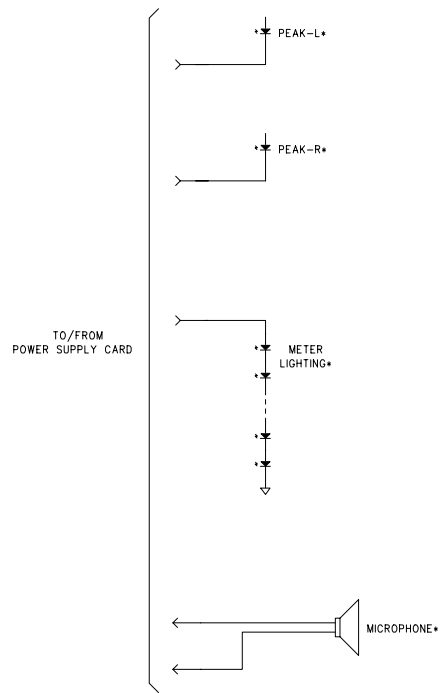 PEAK-L*
PEAK-R*
TO/FROM
POWER SUPPLY CARD
METER
LIGHTING*
MICROPHONE*